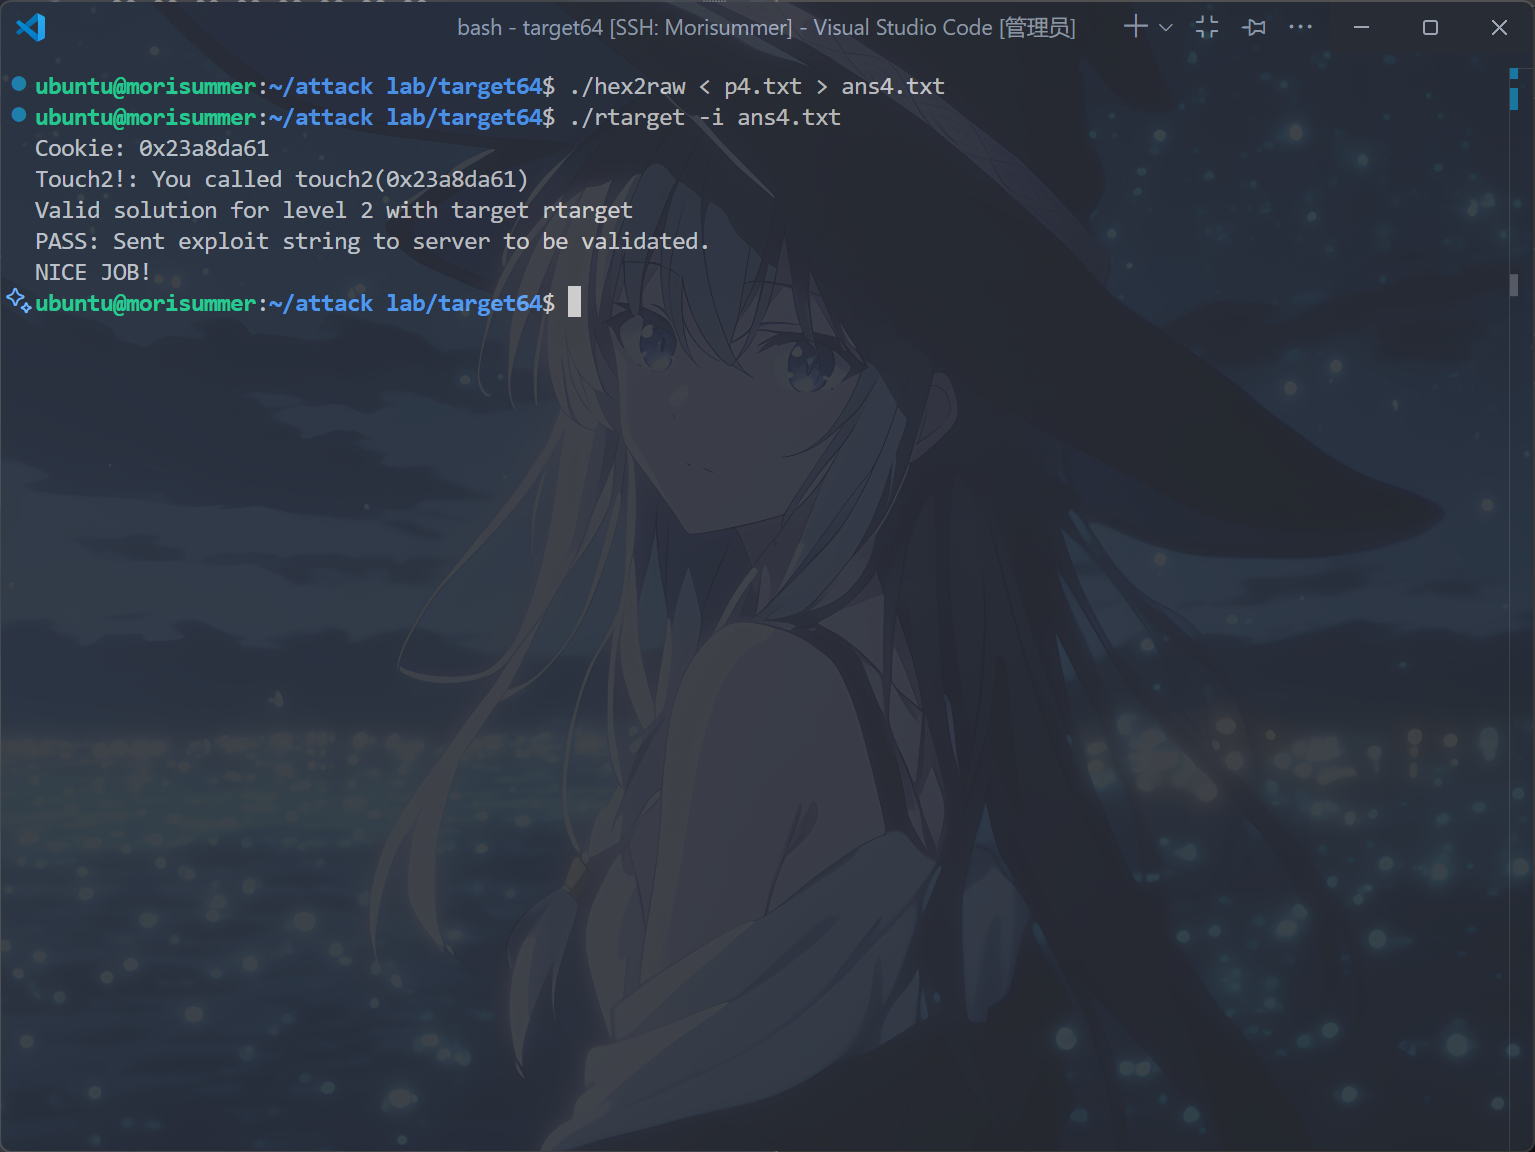 bash - target64 [SSH: Morisummer] - Visual Studio Code [管理员]
ubuntu@morisummer:~/attack lab/target64$ ./hex2raw < p4.txt > ans4.txt
ubuntu@morisummer:~/attack lab/target64$ ./rtarget -i ans4.txt
Cookie: 0x23a8da61
Touch2!: You called touch2(0x23a8da61)
Valid solution for level 2 with target rtarget
PASS: Sent exploit string to server to be validated.
NICE JOB!
ubuntu@morisummer:~/attack lab/target64$